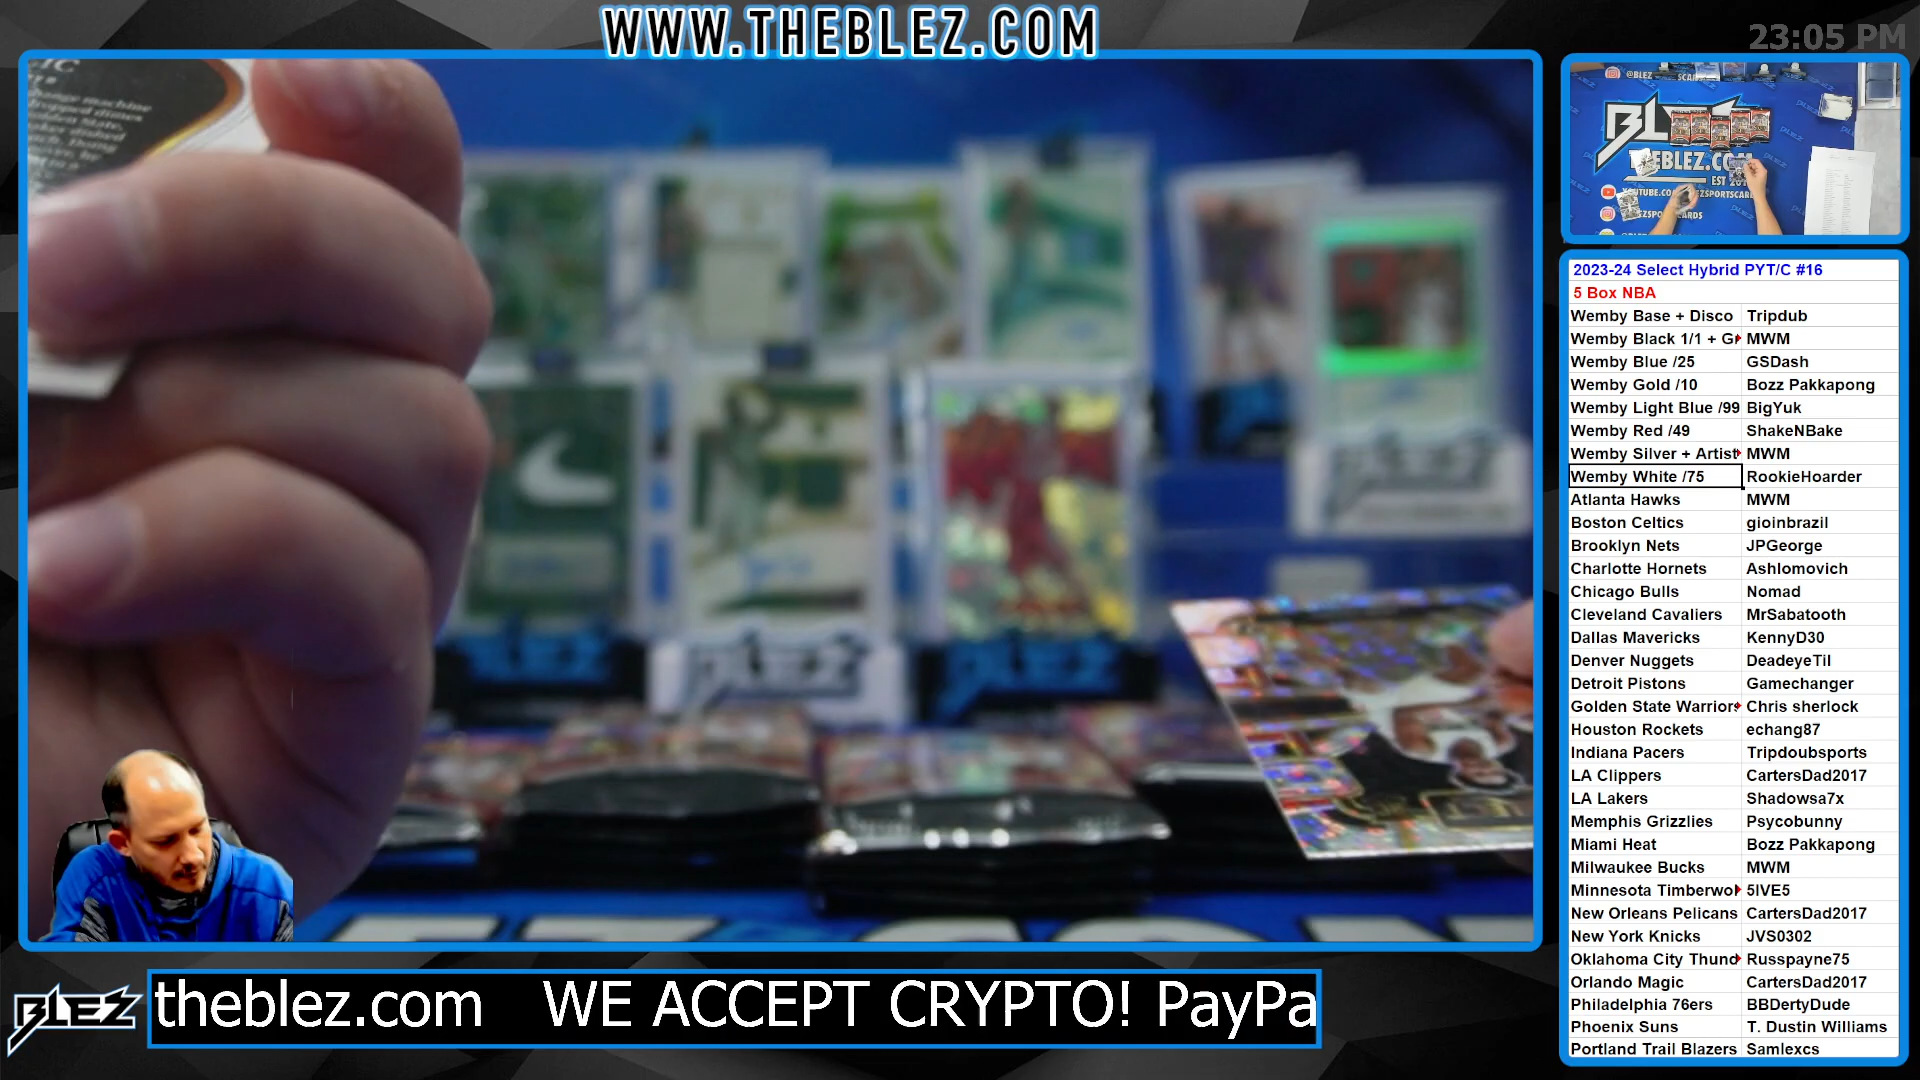 WWW.THEBLEZ.COM
23:05 PM
2023-24 Select Hybrid PYT/C #16
5 Box NBA
Wemby Base + Disco Tripdub
Wemby Black 1/1 + Gr MWM
Wemby Blue /25 GSDash
Wemby Gold /10 Bozz Pakkapong
Wemby Light Blue /99 BigYuk
Wemby Red /49 ShakeNBake
Wemby Silver + Artist MWM
Wemby White /75 RookieHoarder
Atlanta Hawks MWM
Boston Celtics gioinbrazil
Brooklyn Nets JPGeorge
Charlotte Hornets Ashlomovich
Chicago Bulls Nomad
Cleveland Cavaliers MrSabatooth
Dallas Mavericks KennyD30
Denver Nuggets DeadeyeTil
Detroit Pistons Gamechanger
Golden State Warriors Chris sherlock
Houston Rockets echang87
Indiana Pacers Tripdoubsports
LA Clippers CartersDad2017
LA Lakers Shadowsa7x
Memphis Grizzlies Psycobunny
Miami Heat Bozz Pakkapong
Milwaukee Bucks MWM
Minnesota Timberwol 5IVE5
New Orleans Pelicans CartersDad2017
New York Knicks JVS0302
Oklahoma City Thund Russpayne75
Orlando Magic CartersDad2017
Philadelphia 76ers BBDertyDude
Phoenix Suns T. Dustin Williams
Portland Trail Blazers Samlexcs
BLEZ
theblez.com WE ACCEPT CRYPTO! PayPa